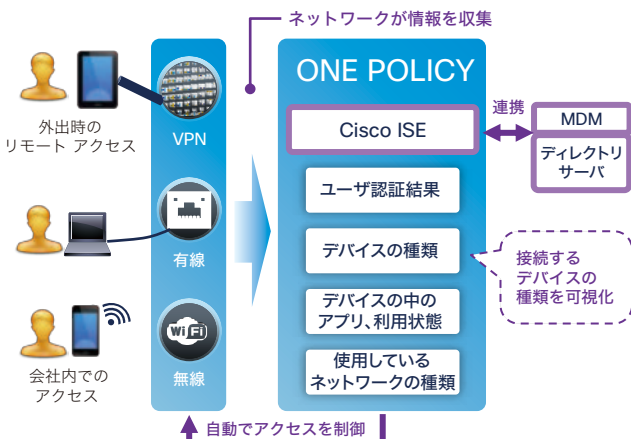 ネットワークが情報を収集
外出時の
リモート アクセス
会社内での
アクセス
VPN
有線
Wi Fi
無線
ONE POLICY
Cisco ISE
ユーザ認証結果
デバイスの種類
デバイスの中の
アプリ、利用状態
使用している
ネットワークの種類
連携
MDM
ディレクトリ
サーバ
接続する
デバイスの
種類を可視化
自動でアクセスを制御